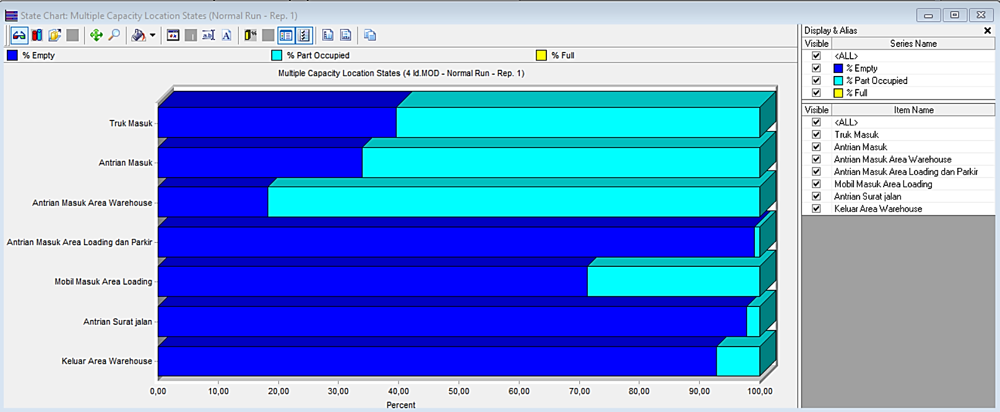 State Chart: Multiple Capacity Location States (Normal Run - Rep. 1)
% Empty
% Part Occupied
% Full
Multiple Capacity Location States (4 ld.MOD - Normal Run - Rep. 1)
Truk Masuk
Antrian Masuk
Antrian Masuk Area Warehouse
Antrian Masuk Area Loading dan Parkir
Mobil Masuk Area Loading
Antrian Surat jalan
Keluar Area Warehouse
0,00 10,00 20,00 30,00 40,00 50,00 60,00 70,00 80,00 90,00 100,00
Percent
Display & Alias
Visible Series Name
<ALL>
% Empty
% Part Occupied
% Full
Visible Item Name
<ALL>
Truk Masuk
Antrian Masuk
Antrian Masuk Area Warehouse
Antrian Masuk Area Loading dan Parkir
Mobil Masuk Area Loading
Antrian Surat jalan
Keluar Area Warehouse